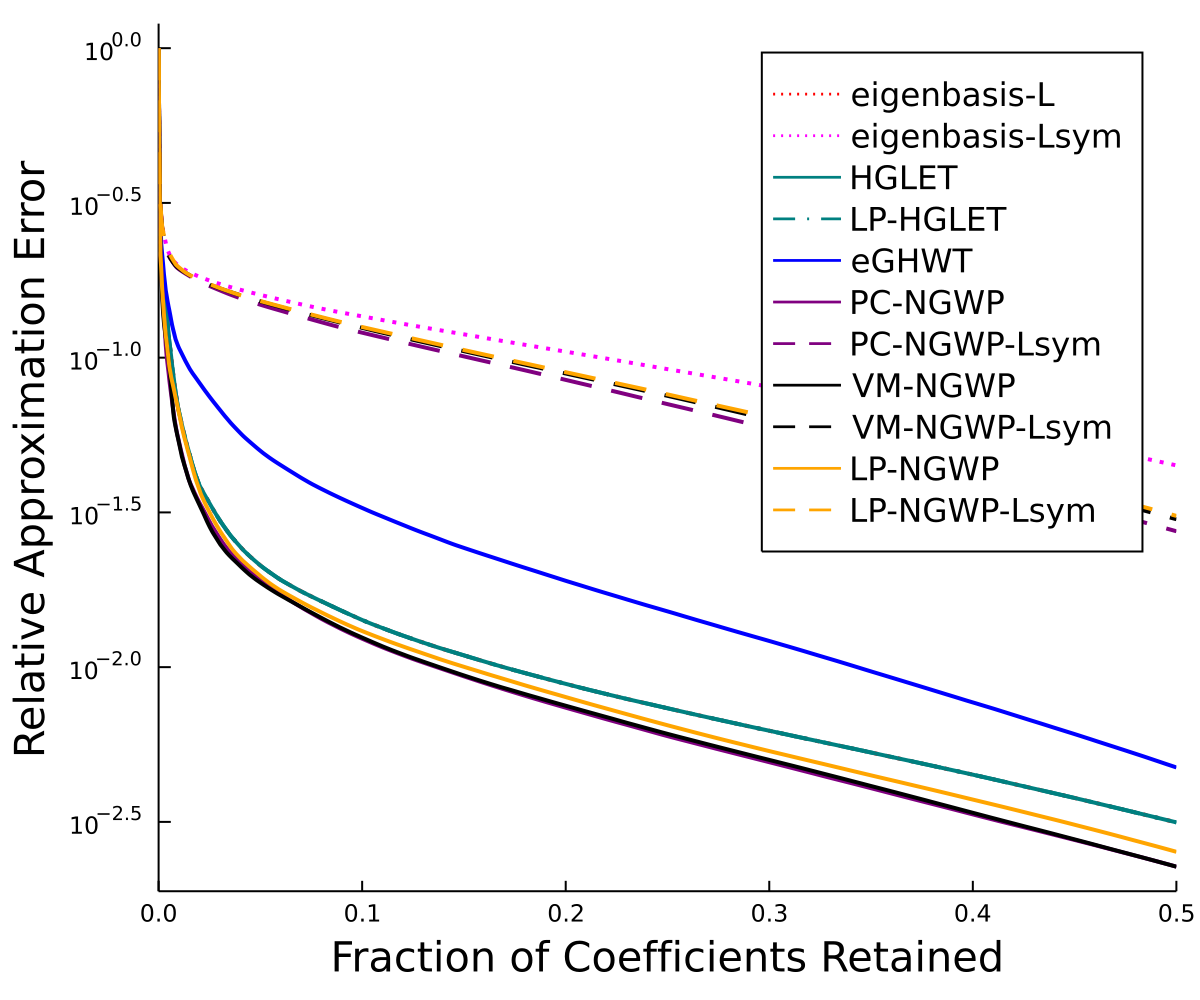 Relative Approximation Error
10^0.0
10^−0.5
10^−1.0
10^−1.5
10^−2.0
10^−2.5
eigenbasis-L
eigenbasis-Lsym
HGLET
LP-HGLET
eGHWT
PC-NGWP
PC-NGWP-Lsym
VM-NGWP
VM-NGWP-Lsym
LP-NGWP
LP-NGWP-Lsym
0.0 0.1 0.2 0.3 0.4 0.5
Fraction of Coefficients Retained